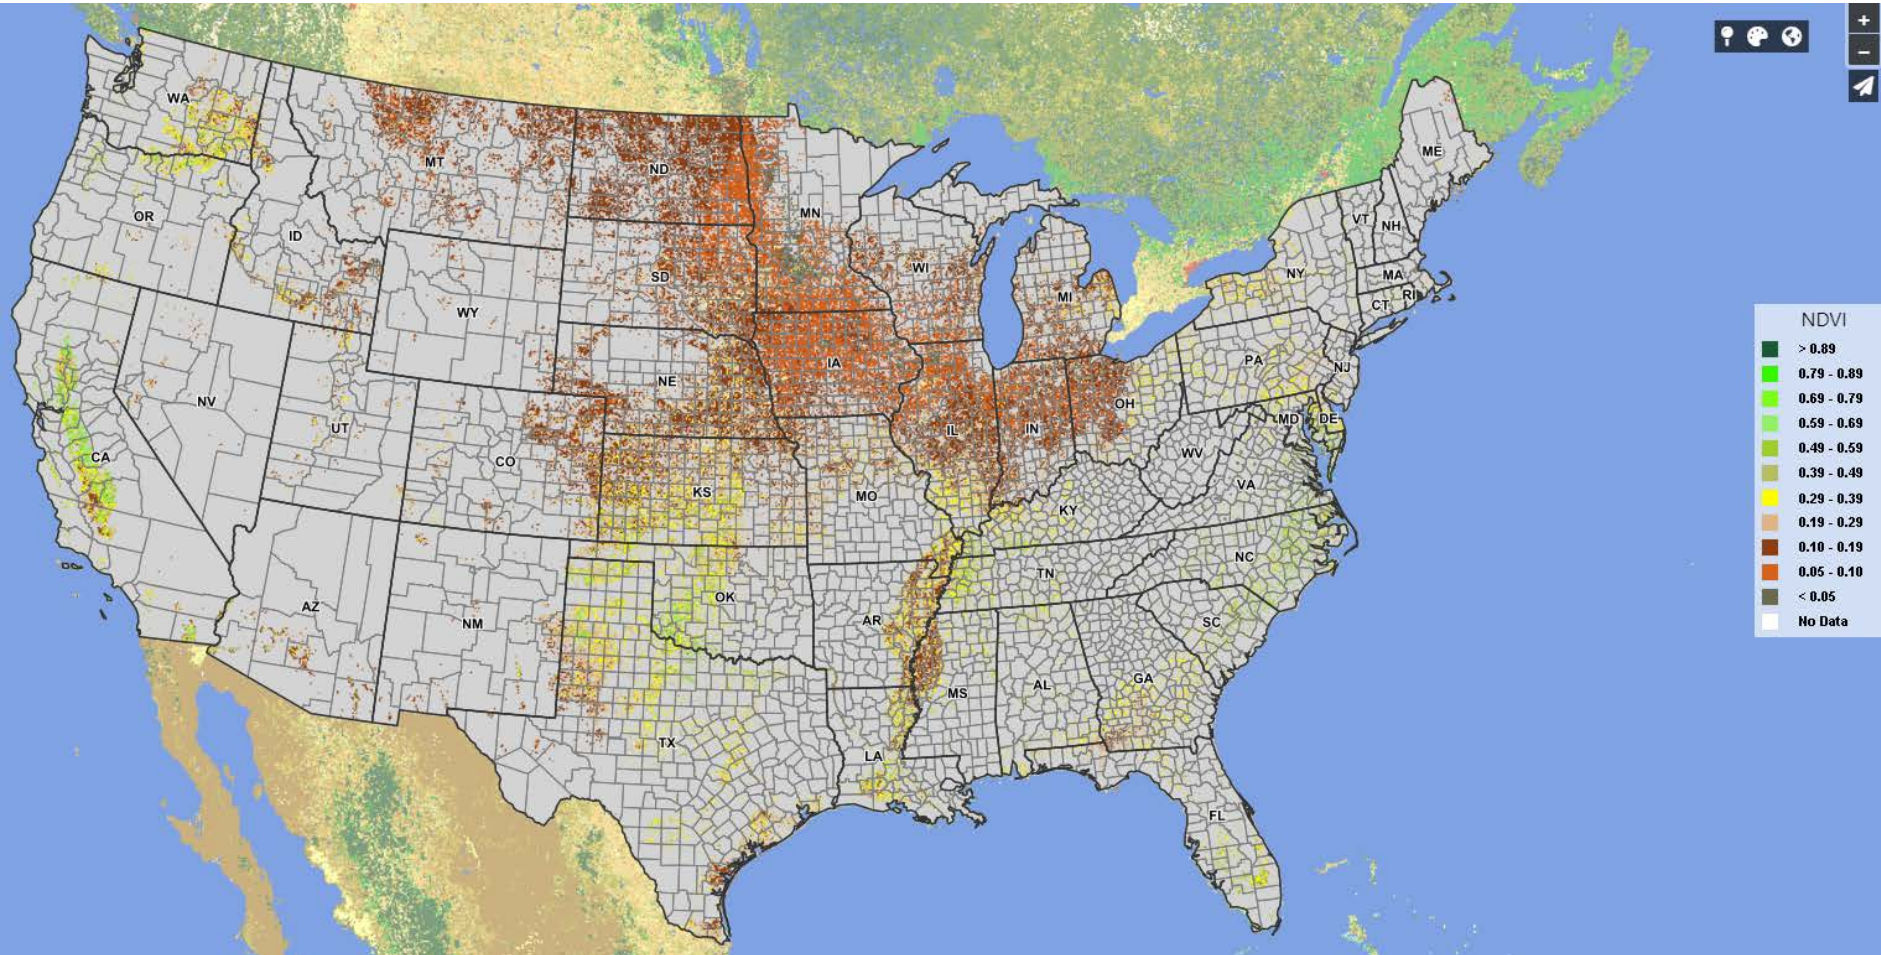 +
−
WA
MT
ND
ME
OR
MN
VT
NH
ID
SD
WI
NY
MA
MI
CT
RI
WY
NDVI
> 0.89
IA
PA
NJ
0.79 - 0.89
NE
NV
OH
0.69 - 0.79
UT
IL
IN
MD
DE
0.59 - 0.69
CA
CO
WV
0.49 - 0.59
KS
MO
VA
0.39 - 0.49
KY
0.29 - 0.39
0.19 - 0.29
NC
0.10 - 0.19
TN
0.05 - 0.10
AZ
OK
< 0.05
NM
AR
SC
No Data
GA
AL
MS
TX
LA
FL